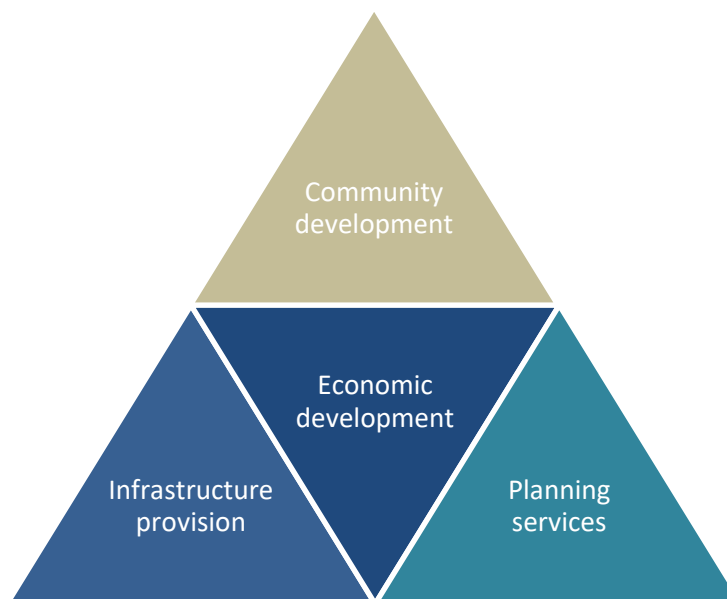 Community
development
Economic
development
Infrastructure
provision
Planning
services